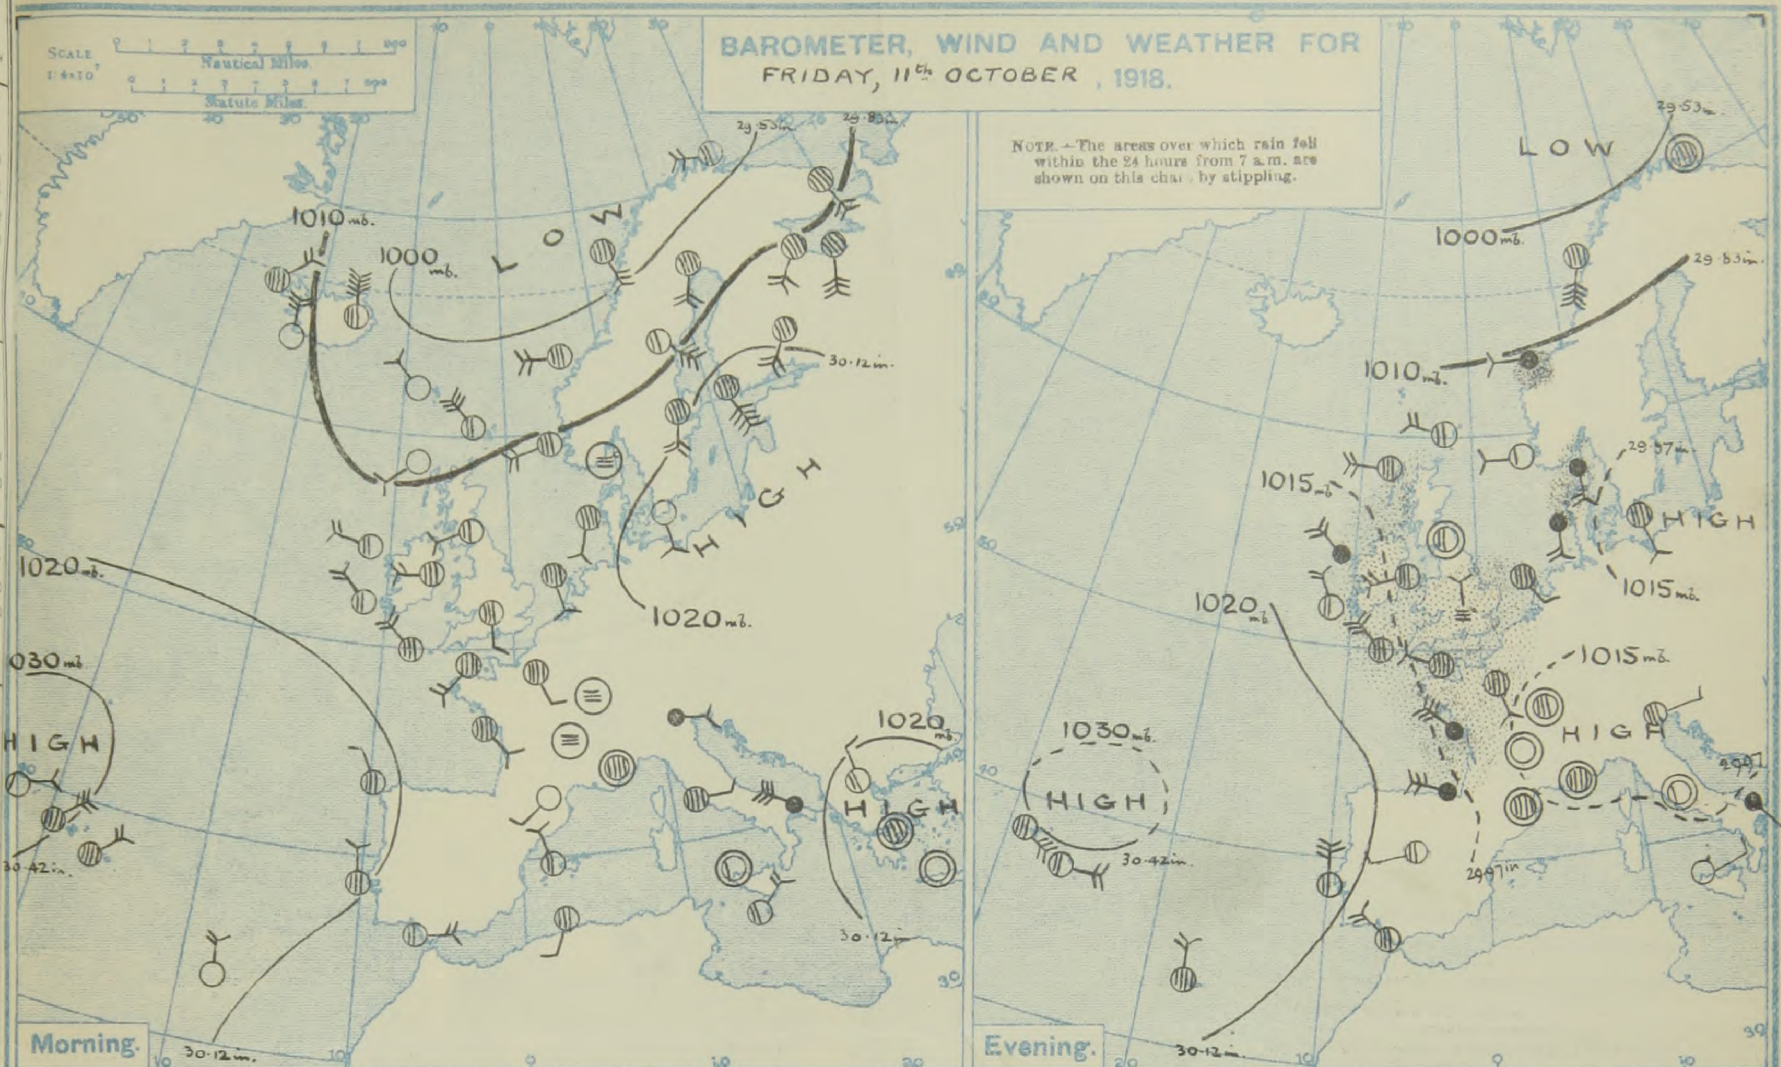 SCALE
1:4×10⁷
Nautical Miles.
Statute Miles.
BAROMETER, WIND AND WEATHER FOR
FRIDAY, 11th OCTOBER, 1918.
NOTE.—The areas over which rain fell
within the 24 hours from 7 a.m. are
shown on this chart by stippling.
29.53in.
29.83in.
1010mb.
1000mb.
LOW
30.12in.
HIGH
1020mb.
1020mb.
030mb
HIGH
30.42in.
1020mb.
HIGH
30.12in
30.12in.
Morning.
29.53in.
LOW
1000mb.
29.83in.
1010mb.
1015mb
29.97in.
HIGH
1015mb.
1020mb
1015mb.
1030mb.
HIGH
HIGH
30.42in.
29.97in
30.12in.
Evening.